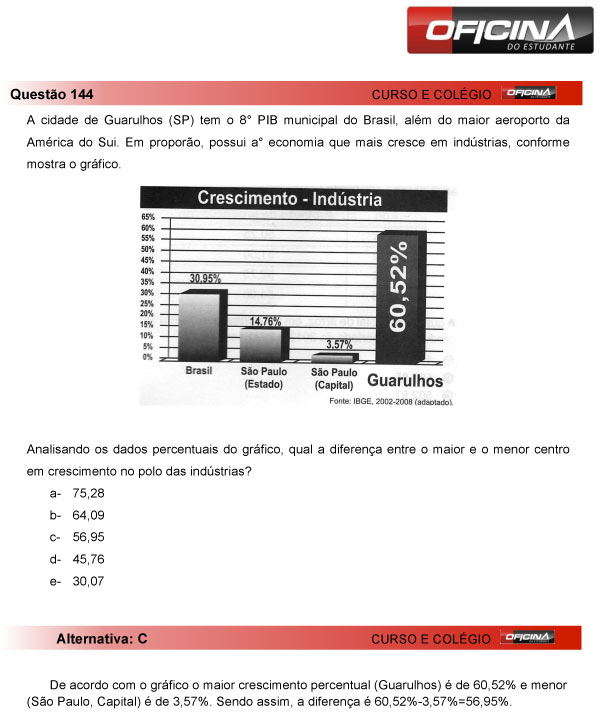 OFICINA
DO ESTUDANTE
Questão 144 CURSO E COLÉGIO OFICINA
A cidade de Guarulhos (SP) tem o 8° PIB municipal do Brasil, além do maior aeroporto da
América do Sui. Em proporão, possui a° economia que mais cresce em indústrias, conforme
mostra o gráfico.
Crescimento - Indústria
65%
60%
55%
50%
45%
40%
35%
30%
25%
20%
15%
10%
5%
0%
30,95%
14,76%
3,57%
60,52%
Brasil
São Paulo
(Estado)
São Paulo
(Capital)
Guarulhos
Fonte: IBGE, 2002-2008 (adaptado).
Analisando os dados percentuais do gráfico, qual a diferença entre o maior e o menor centro
em crescimento no polo das indústrias?
a- 75,28
b- 64,09
c- 56,95
d- 45,76
e- 30,07
Alternativa: C CURSO E COLÉGIO OFICINA
De acordo com o gráfico o maior crescimento percentual (Guarulhos) é de 60,52% e menor
(São Paulo, Capital) é de 3,57%. Sendo assim, a diferença é 60,52%-3,57%=56,95%.